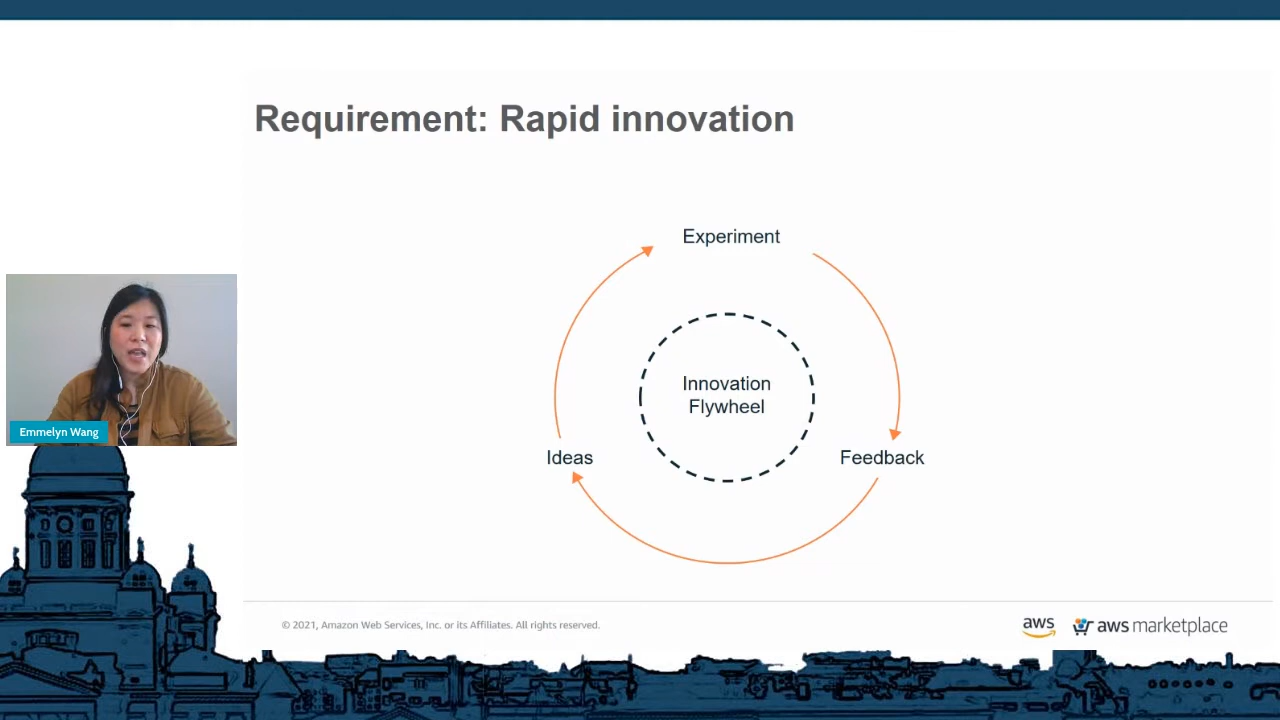 Requirement: Rapid innovation
Experiment
Innovation
Flywheel
Ideas
Feedback
Emmelyn Wang
© 2021, Amazon Web Services, Inc. or its Affiliates. All rights reserved.
aws
aws marketplace